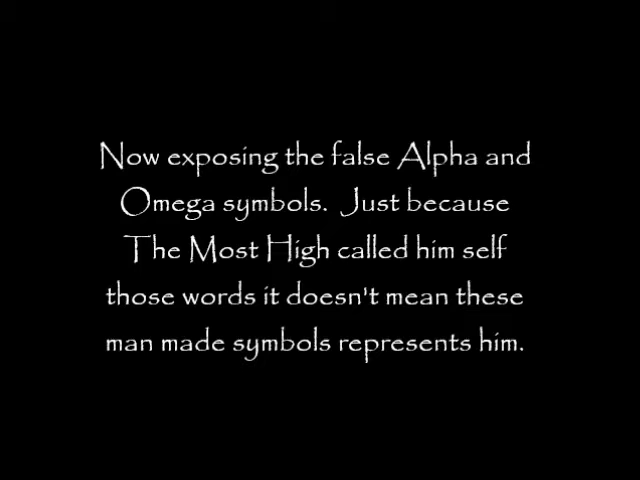 Now exposing the false Alpha and
Omega symbols.  Just because
The Most High called him self
those words it doesn't mean these
man made symbols represents him.